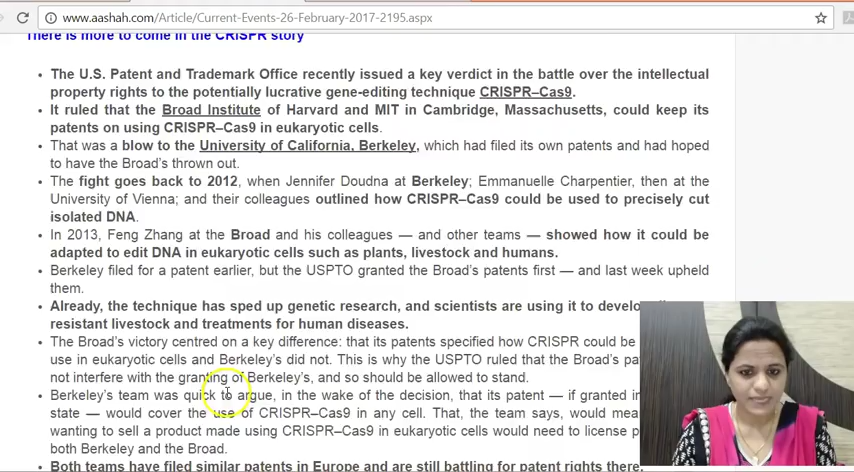 www.aashah.com/Article/Current-Events-26-February-2017-2195.aspx
There is more to come in the CRISPR story
• The U.S. Patent and Trademark Office recently issued a key verdict in the battle over the intellectual
property rights to the potentially lucrative gene-editing technique CRISPR–Cas9.
• It ruled that the Broad Institute of Harvard and MIT in Cambridge, Massachusetts, could keep its
patents on using CRISPR–Cas9 in eukaryotic cells.
• That was a blow to the University of California, Berkeley, which had filed its own patents and had hoped
to have the Broad's thrown out.
• The fight goes back to 2012, when Jennifer Doudna at Berkeley; Emmanuelle Charpentier, then at the
University of Vienna; and their colleagues outlined how CRISPR–Cas9 could be used to precisely cut
isolated DNA.
• In 2013, Feng Zhang at the Broad and his colleagues — and other teams — showed how it could be
adapted to edit DNA in eukaryotic cells such as plants, livestock and humans.
• Berkeley filed for a patent earlier, but the USPTO granted the Broad's patents first — and last week upheld
them.
• Already, the technique has sped up genetic research, and scientists are using it to develop
resistant livestock and treatments for human diseases.
• The Broad's victory centred on a key difference: that its patents specified how CRISPR could be
use in eukaryotic cells and Berkeley's did not. This is why the USPTO ruled that the Broad's
not interfere with the granting of Berkeley's, and so should be allowed to stand.
• Berkeley's team was quick to argue, in the wake of the decision, that its patent — if granted in
state — would cover the use of CRISPR–Cas9 in any cell. That, the team says, would
wanting to sell a product made using CRISPR–Cas9 in eukaryotic cells would need to license
both Berkeley and the Broad.
• Both teams have filed similar patents in Europe and are still battling for patent rights there.